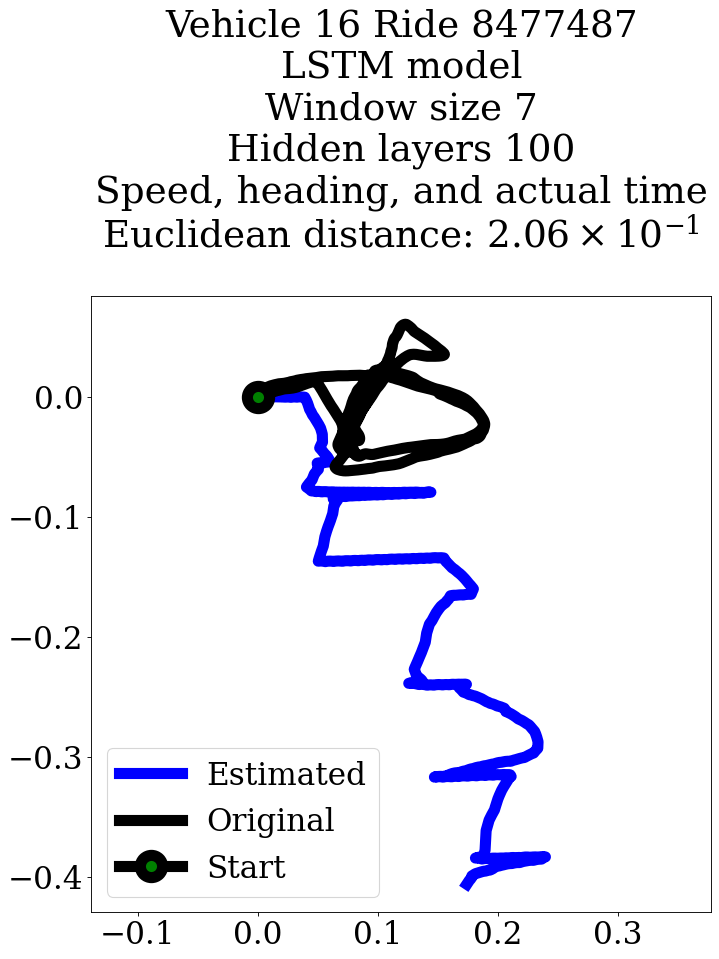 Vehicle 16 Ride 8477487
LSTM model
Window size 7
Hidden layers 100
Speed, heading, and actual time
Euclidean distance: 2.06 × 10⁻¹
0.0
−0.1
−0.2
−0.3
−0.4
Estimated
Original
Start
−0.1 0.0 0.1 0.2 0.3